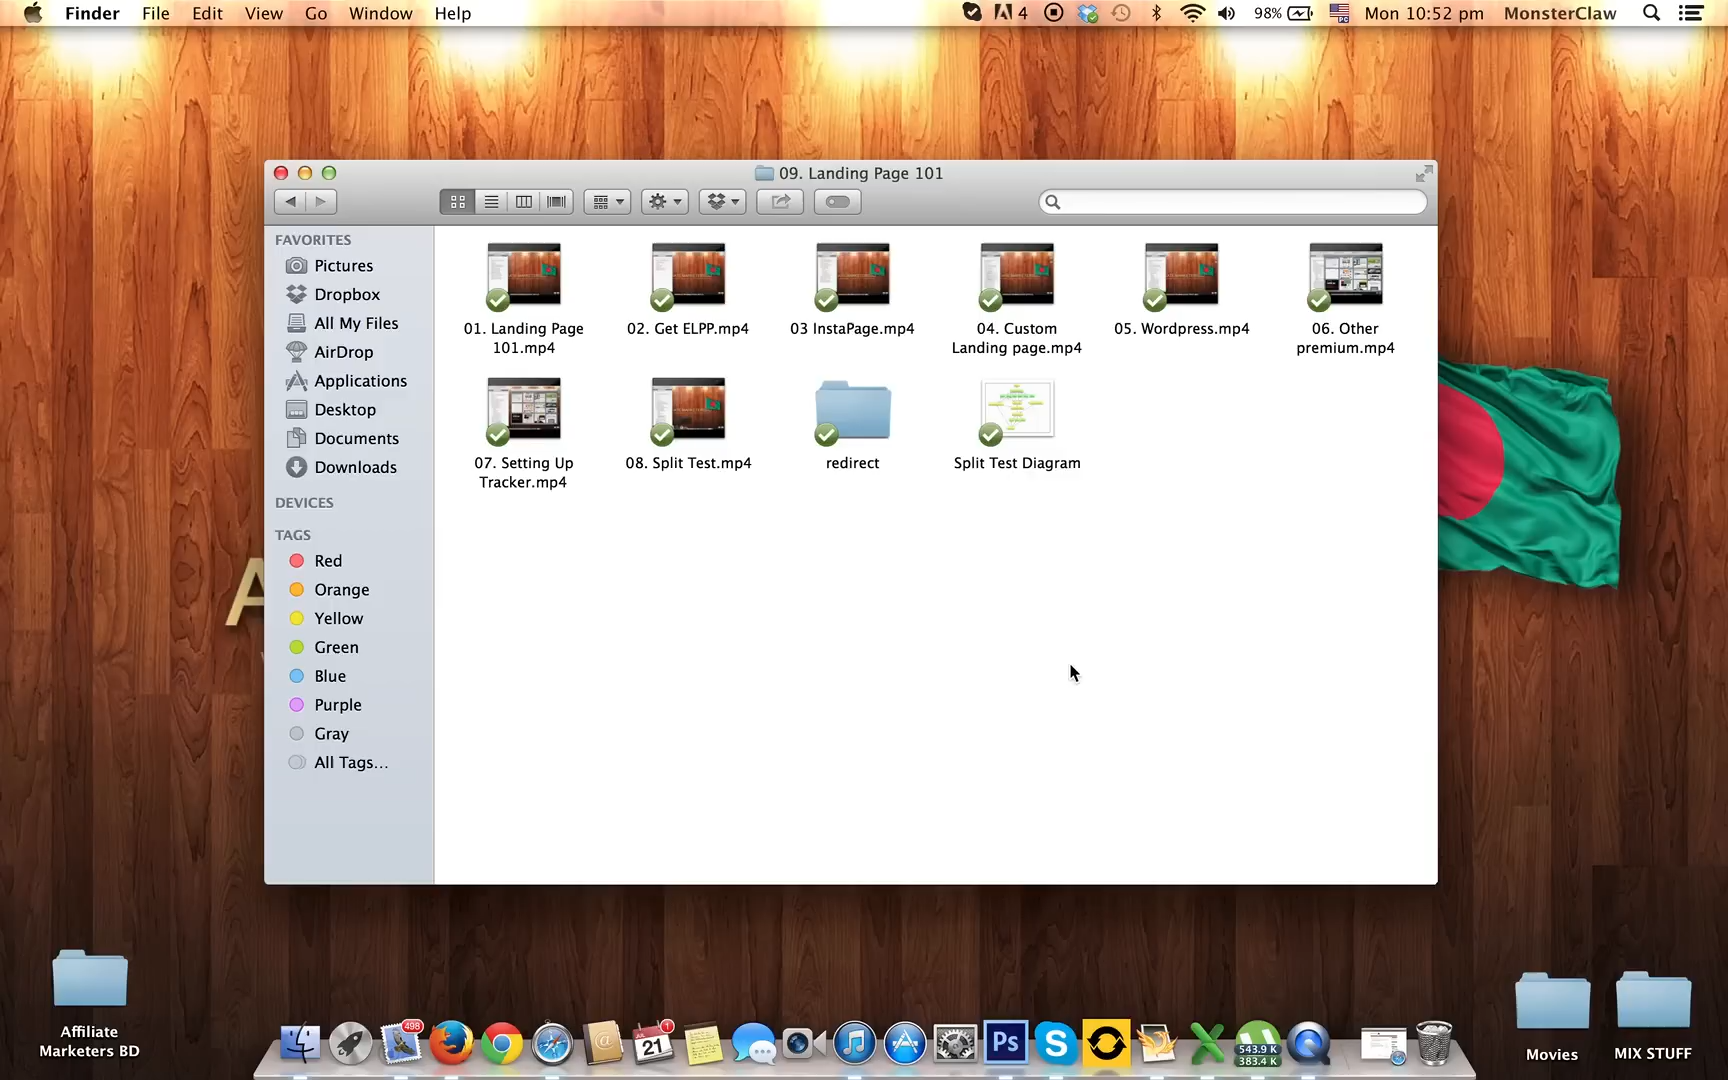 Finder File Edit View Go Window Help 4 98% Mon 10:52 pm MonsterClaw
09. Landing Page 101
FAVORITES
Pictures
Dropbox
All My Files
AirDrop
Applications
Desktop
Documents
Downloads
DEVICES
TAGS
Red
Orange
Yellow
Green
Blue
Purple
Gray
All Tags...
01. Landing Page
101.mp4
02. Get ELPP.mp4
03 InstaPage.mp4
04. Custom
Landing page.mp4
05. Wordpress.mp4
06. Other
premium.mp4
07. Setting Up
Tracker.mp4
08. Split Test.mp4
redirect
Split Test Diagram
A
Affiliate
Marketers BD
Movies
MIX STUFF
498
1
21
Ps
543.9 K
383.4 K